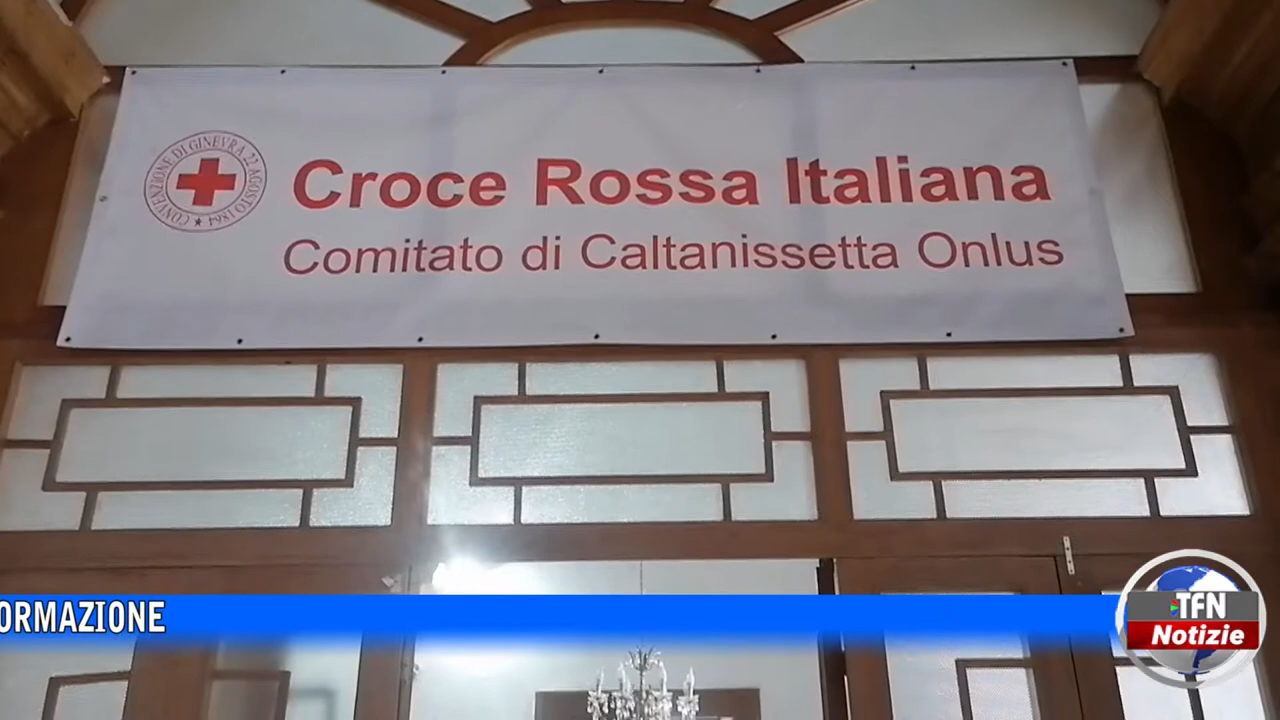 CONVENZIONE DI GINEVRA 22 AGOSTO 1864
Croce Rossa Italiana
Comitato di Caltanissetta Onlus
ORMAZIONE
TFN
Notizie